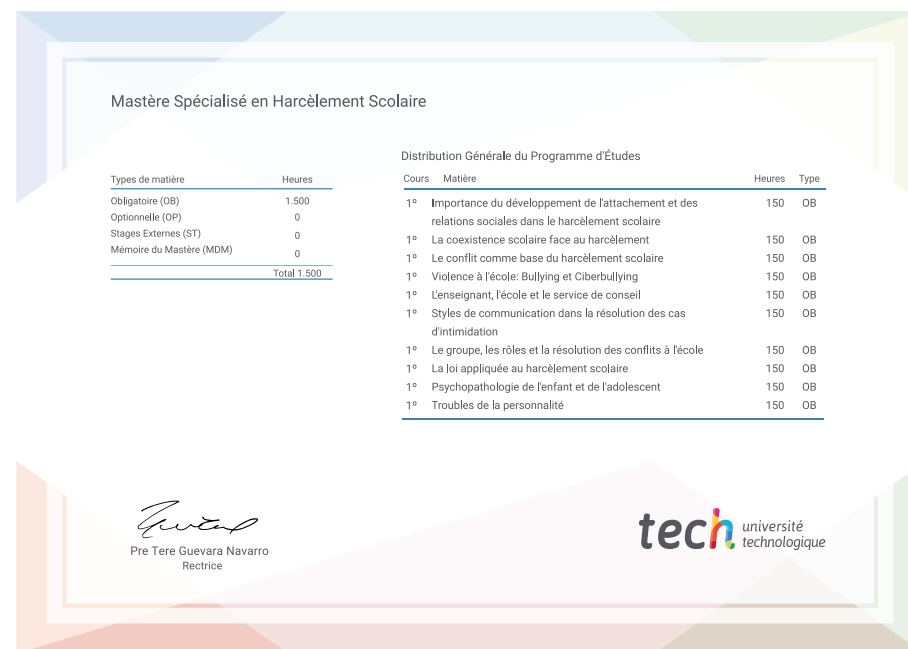 Mastère Spécialisé en Harcèlement Scolaire
Types de matière Heures
Obligatoire (OB) 1.500
Optionnelle (OP) 0
Stages Externes (ST) 0
Mémoire du Mastère (MDM) 0
Total 1.500
Distribution Générale du Programme d'Études
Cours Matière Heures Type
1º Importance du développement de l'attachement et des 150 OB
relations sociales dans le harcèlement scolaire
1º La coexistence scolaire face au harcèlement 150 OB
1º Le conflit comme base du harcèlement scolaire 150 OB
1º Violence à l'école: Bullying et Ciberbullying 150 OB
1º L'enseignant, l'école et le service de conseil 150 OB
1º Styles de communication dans la résolution des cas 150 OB
d'intimidation
1º Le groupe, les rôles et la résolution des conflits à l'école 150 OB
1º La loi appliquée au harcèlement scolaire 150 OB
1º Psychopathologie de l'enfant et de l'adolescent 150 OB
1º Troubles de la personnalité 150 OB
Pre Tere Guevara Navarro
Rectrice
tech université
technologique